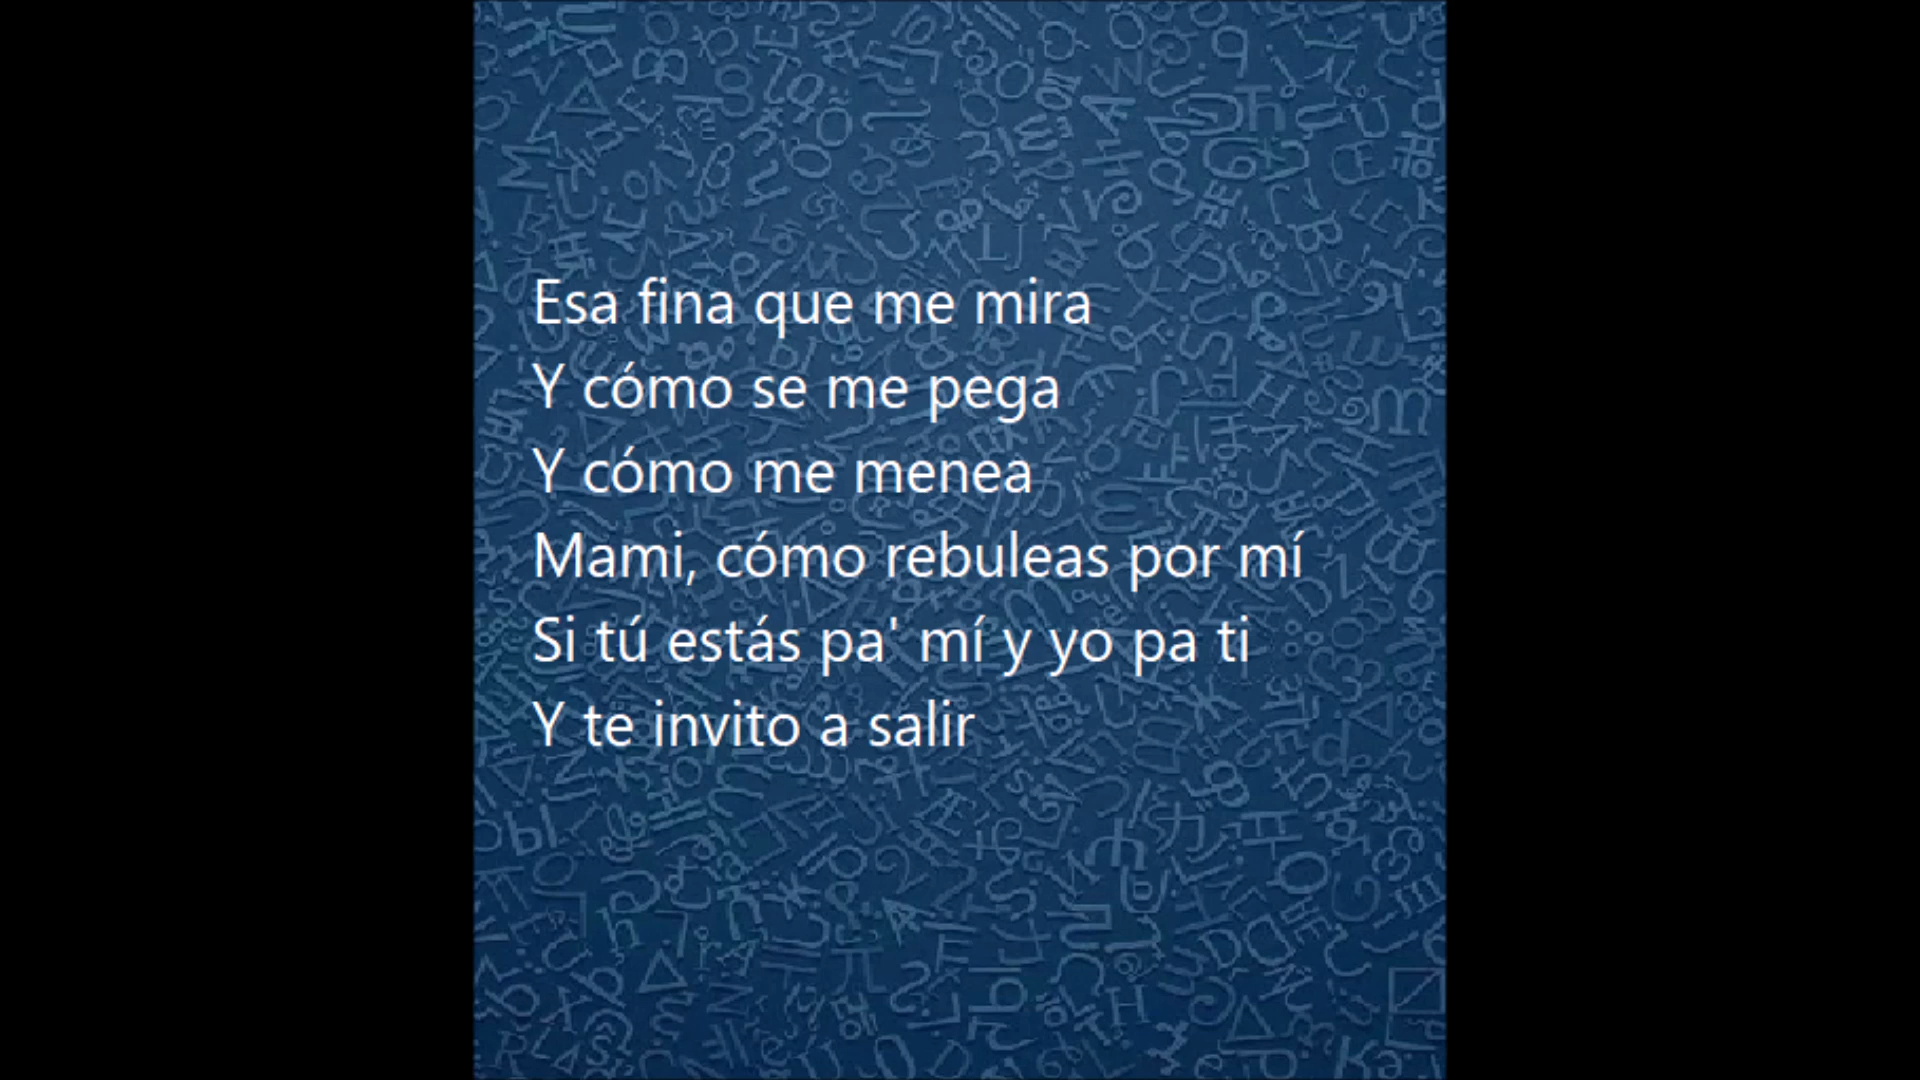 Esa fina que me mira
Y cómo se me pega
Y cómo me menea
Mami, cómo rebuleas por mí
Si tú estás pa' mí y yo pa ti
Y te invito a salir